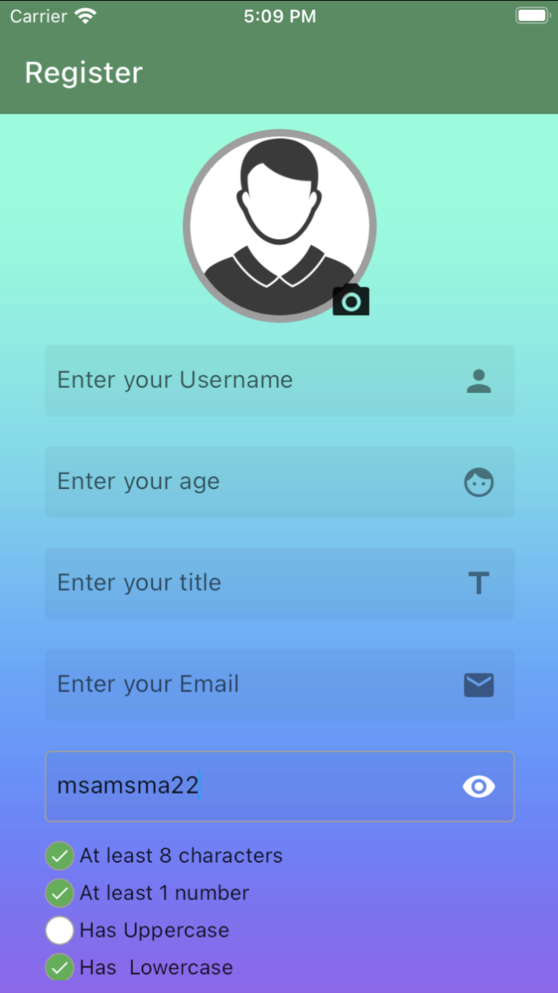 Carrier 5:09 PM
Register
Enter your Username
Enter your age
Enter your title
Enter your Email
msamsma22
At least 8 characters
At least 1 number
Has Uppercase
Has  Lowercase